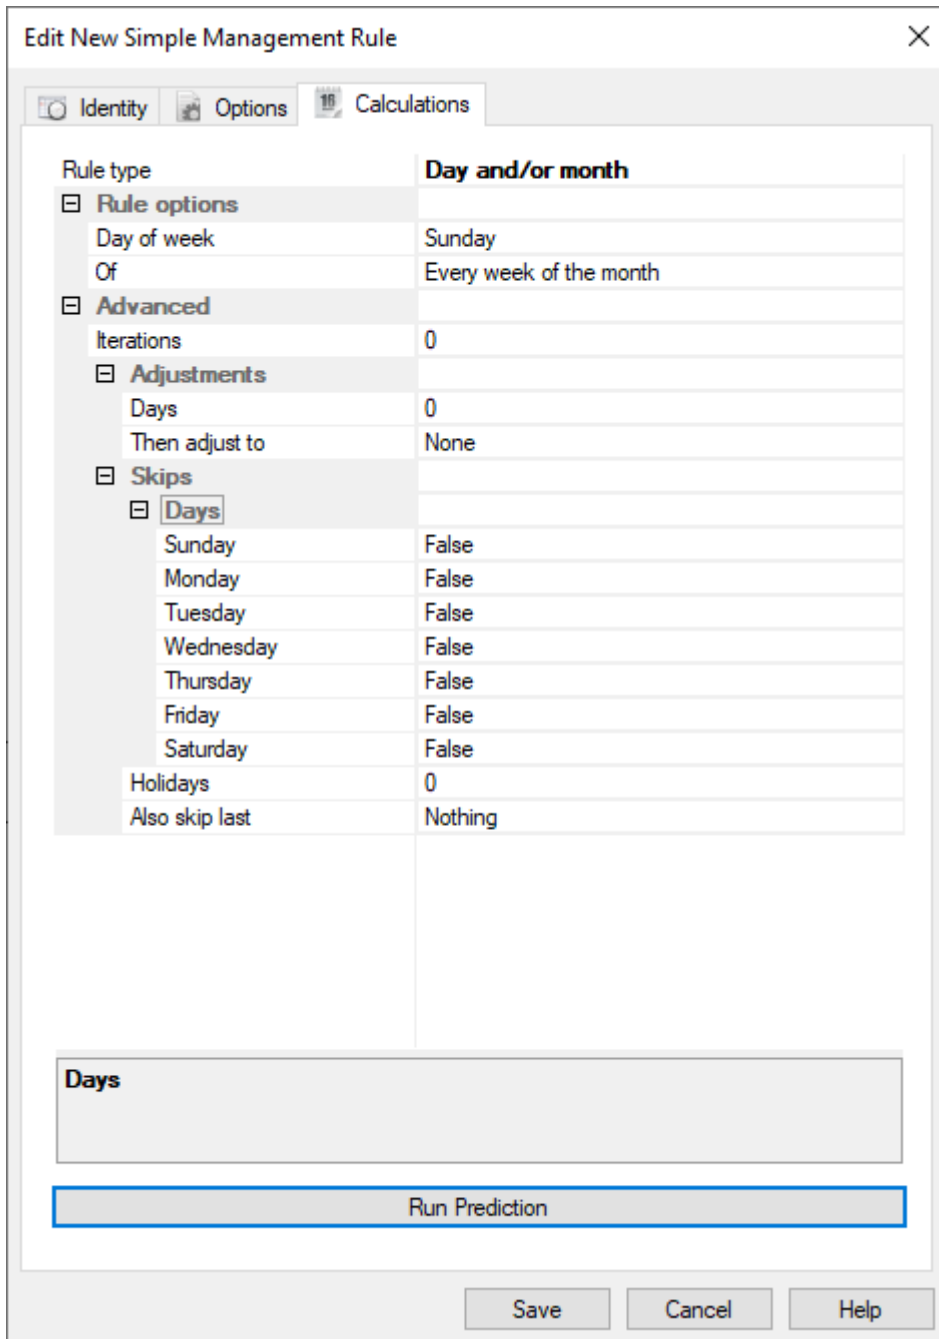 Edit New Simple Management Rule
Identity Options 16 Calculations
Rule type Day and/or month
Rule options
Day of week Sunday
Of Every week of the month
Advanced
Iterations 0
Adjustments
Days 0
Then adjust to None
Skips
Days
Sunday False
Monday False
Tuesday False
Wednesday False
Thursday False
Friday False
Saturday False
Holidays 0
Also skip last Nothing
Days
Run Prediction
Save Cancel Help